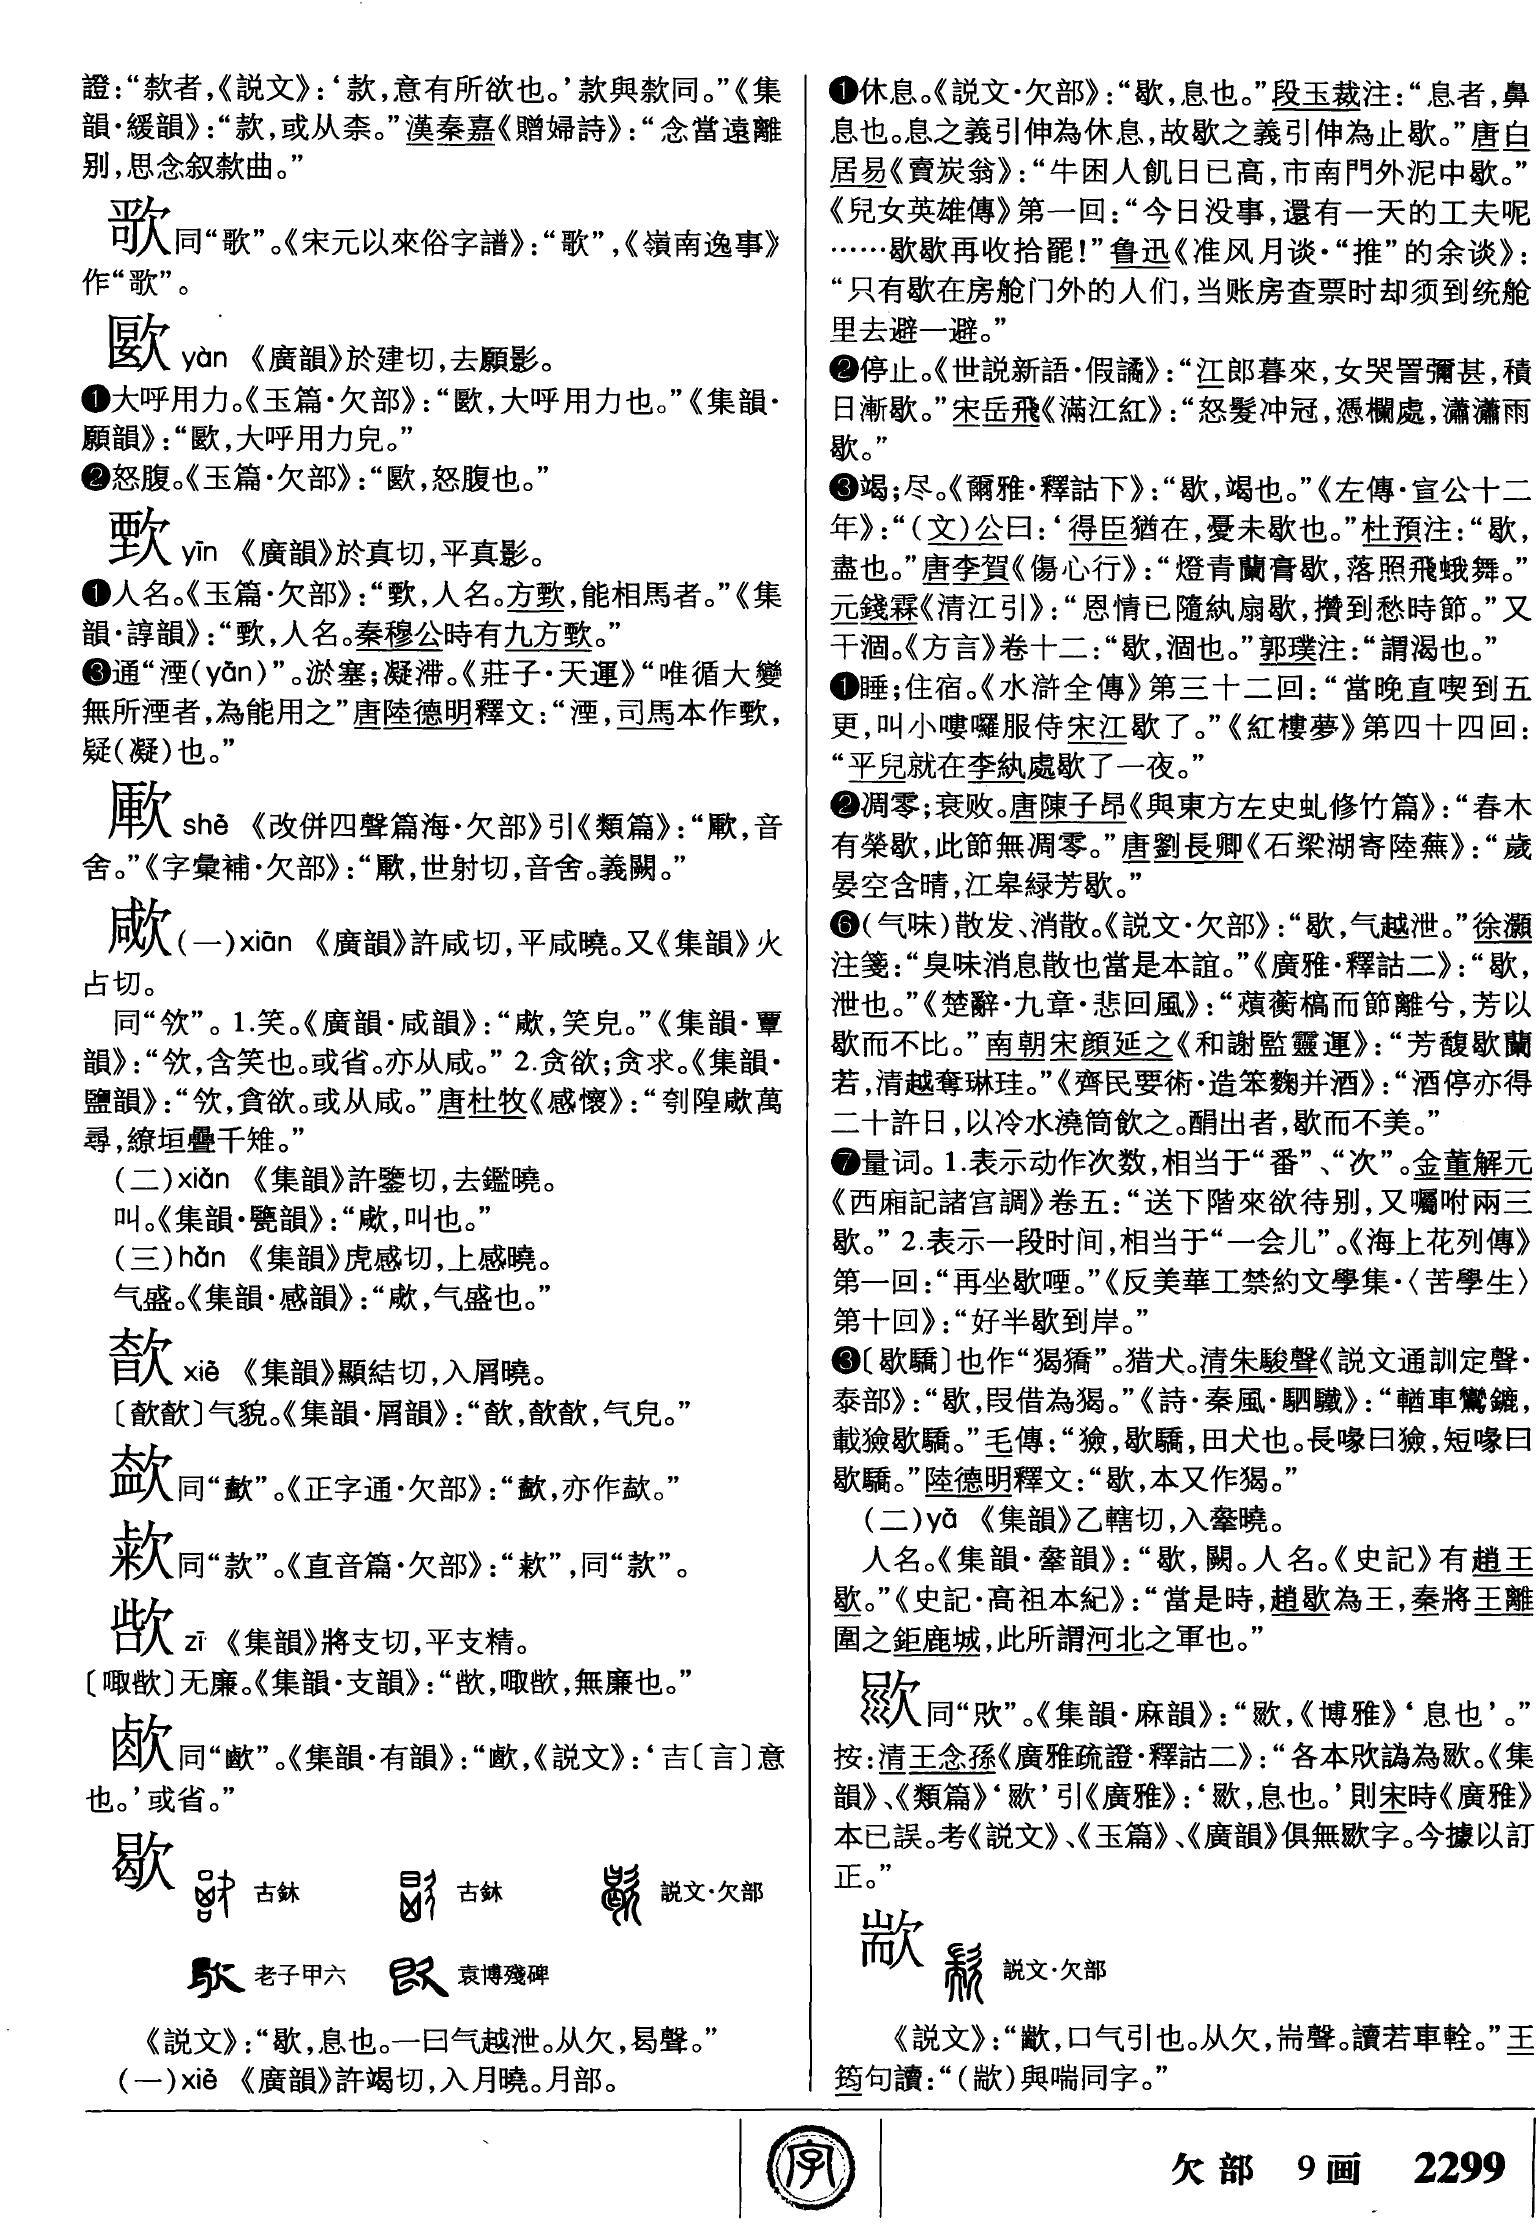 證：“欵者，《説文》：‘款，意有所欲也。’款與欵同。”《集
韻·緩韻》：“款，或从柰。”漢秦嘉《贈婦詩》：“念當遠離
别，思念叙欵曲。”
同“歌”。《宋元以來俗字譜》：“歌”，《嶺南逸事》
作“歌”。
yàn 《廣韻》於建切，去願影。
❶大呼用力。《玉篇·欠部》：“，大呼用力也。”《集韻·
願韻》：“，大呼用力皃。”
❷怒腹。《玉篇·欠部》：“，怒腹也。”
歅 yīn 《廣韻》於真切，平真影。
❶人名。《玉篇·欠部》：“歅，人名。方歅，能相馬者。”《集
韻·諄韻》：“歅，人名。秦穆公時有九方歅。”
❸通“湮(yān)”。淤塞；凝滞。《莊子·天運》“唯循大變
無所湮者，為能用之”唐陸德明釋文：“湮，司馬本作歅，
疑(凝)也。”
shè 《改併四聲篇海·欠部》引《類篇》：“，音
舍。”《字彙補·欠部》：“，世射切，音舍。義闕。”
歞(一)xiān 《廣韻》許咸切，平咸曉。又《集韻》火
占切。
同“欦”。1.笑。《廣韻·咸韻》：“，笑皃。”《集韻·覃
韻》：“欦，含笑也。或省。亦从咸。” 2.贪欲；贪求。《集韻·
鹽韻》：“欦，貪欲。或从咸。”唐杜牧《感懷》：“刳隍萬
尋，繚垣疊千雉。”
(二)xiǎn 《集韻》許鑒切，去鑑曉。
叫。《集韻·甖韻》：“，叫也。”
(三)hǎn 《集韻》虎感切，上感曉。
气盛。《集韻·感韻》：“，气盛也。”
xiè 《集韻》顯結切，入屑曉。
〔〕气貌。《集韻·屑韻》：“，，气皃。”
同“歗”。《正字通·欠部》：“，亦作。”
同“款”。《直音篇·欠部》：“”，同“款”。
zī 《集韻》將支切，平支精。
〔㖡〕无廉。《集韻·支韻》：“，㖡，無廉也。”
同“”。《集韻·有韻》：“，《説文》：‘吉〔言〕意
也。’或省。”
歇
古鉢 古鉢 説文·欠部
老子甲六 袁博殘碑
《説文》：“歇，息也。一曰气越泄。从欠，曷聲。”
(一)xiē 《廣韻》許竭切，入月曉。月部。
❶休息。《説文·欠部》：“歇，息也。”段玉裁注：“息者，鼻
息也。息之義引伸為休息，故歇之義引伸為止歇。”唐白
居易《賣炭翁》：“牛困人飢日已高，市南門外泥中歇。”
《兒女英雄傳》第一回：“今日没事，還有一天的工夫呢
……歇歇再收拾罷！”鲁迅《准风月谈·“推”的余谈》：
“只有歇在房舱门外的人们，当账房查票时却须到统舱
里去避一避。”
❷停止。《世説新語·假譎》：“江郎暮來，女哭詈彌甚，積
日漸歇。”宋岳飛《滿江紅》：“怒髮冲冠，憑欄處，瀟瀟雨
歇。”
❸竭；尽。《爾雅·釋詁下》：“歇，竭也。”《左傳·宣公十二
年》：“(文)公曰：‘得臣猶在，憂未歇也。”杜預注：“歇，
盡也。”唐李賀《傷心行》：“燈青蘭膏歇，落照飛蛾舞。”
元錢霖《清江引》：“恩情已隨紈扇歇，攢到愁時節。”又
干涸。《方言》卷十二：“歇，涸也。”郭璞注：“謂渴也。”
❶睡；住宿。《水滸全傳》第三十二回：“當晚直喫到五
更，叫小嘍囉服侍宋江歇了。”《紅樓夢》第四十四回：
“平兒就在李紈處歇了一夜。”
❷凋零；衰败。唐陳子昂《與東方左史虬修竹篇》：“春木
有榮歇，此節無凋零。”唐劉長卿《石梁湖寄陸蕪》：“歲
晏空含晴，江皋緑芳歇。”
❻(气味)散发、消散。《説文·欠部》：“歇，气越泄。”徐灝
注箋：“臭味消息散也當是本誼。”《廣雅·釋詁二》：“歇，
泄也。”《楚辭·九章·悲回風》：“薠蘅槁而節離兮，芳以
歇而不比。”南朝宋顔延之《和謝監靈運》：“芳馥歇蘭
若，清越奪琳珪。”《齊民要術·造笨麴并酒》：“酒停亦得
二十許日，以冷水澆筒飲之。酳出者，歇而不美。”
❼量词。1.表示动作次数，相当于“番”、“次”。金董解元
《西廂記諸宫調》卷五：“送下階來欲待别，又囑咐兩三
歇。” 2.表示一段时间，相当于“一会儿”。《海上花列傳》
第一回：“再坐歇哩。”《反美華工禁約文學集·〈苦學生〉
第十回》：“好半歇到岸。”
❸〔歇驕〕也作“猲獢”。猎犬。清朱駿聲《説文通訓定聲·
泰部》：“歇，叚借為猲。”《詩·秦風·駟驖》：“輶車鸞鑣，
載獫歇驕。”毛傳：“獫，歇驕，田犬也。長喙曰獫，短喙曰
歇驕。”陸德明釋文：“歇，本又作猲。”
(二)yǎ 《集韻》乙轄切，入舝曉。
人名。《集韻·舝韻》：“歇，闕。人名。《史記》有趙王
歇。”《史記·高祖本紀》：“當是時，趙歇為王，秦將王離
圍之鉅鹿城，此所謂河北之軍也。”
同“欥”。《集韻·麻韻》：“，《博雅》‘息也’。”
按：清王念孫《廣雅疏證·釋詁二》：“各本欥譌為。《集
韻》、《類篇》‘’引《廣雅》：‘，息也。’則宋時《廣雅》
本已誤。考《説文》、《玉篇》、《廣韻》俱無字。今據以訂
正。”
歂
説文·欠部
《説文》：“歂，口气引也。从欠，耑聲。讀若車輇。”王
筠句讀：“(歂)與喘同字。”
字
欠部 9画 2299